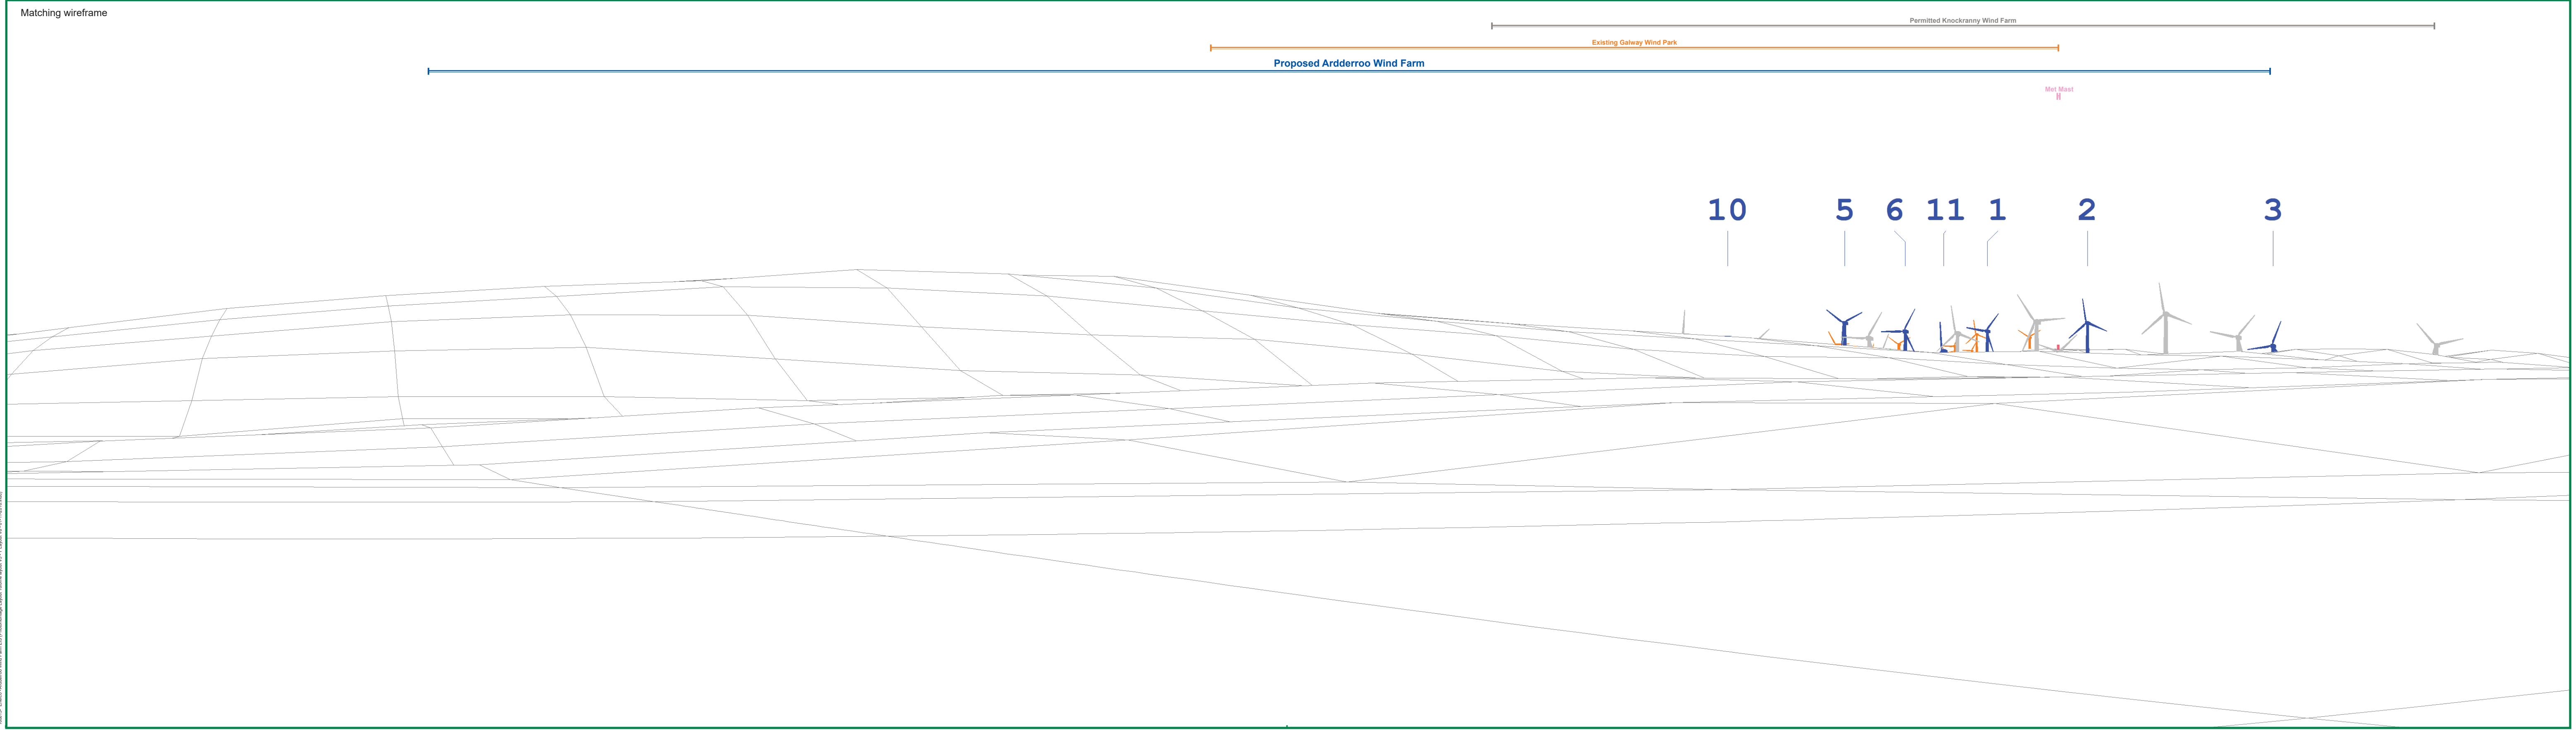 Matching wireframe
Permitted Knockranny Wind Farm
Existing Galway Wind Park
Proposed Ardderroo Wind Farm
Met Mast
10 5 6 11 1 2 3